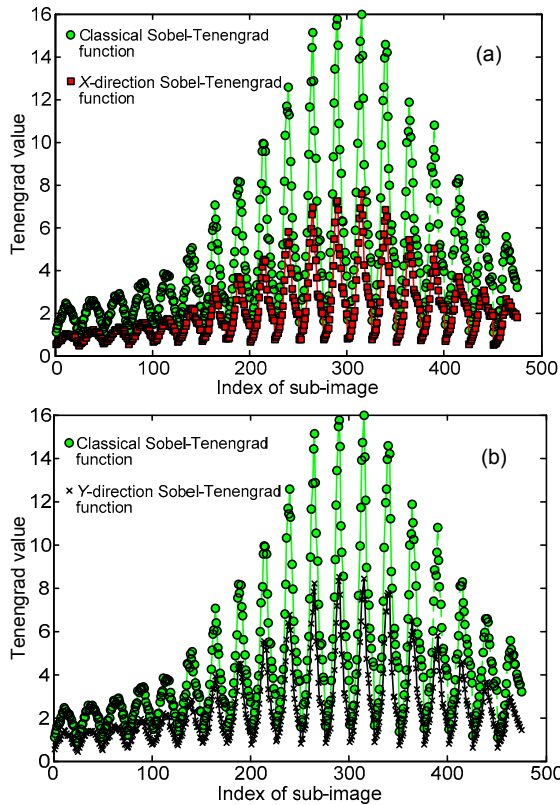 16
14
12
10
8
6
4
2
0
Tenengrad value
Classical Sobel-Tenengrad
function
X-direction Sobel-Tenengrad
function
(a)
0 100 200 300 400 500
Index of sub-image
16
14
12
10
8
6
4
2
0
Tenengrad value
Classical Sobel-Tenengrad
function
Y-direction Sobel-Tenengrad
function
(b)
0 100 200 300 400 500
Index of sub-image